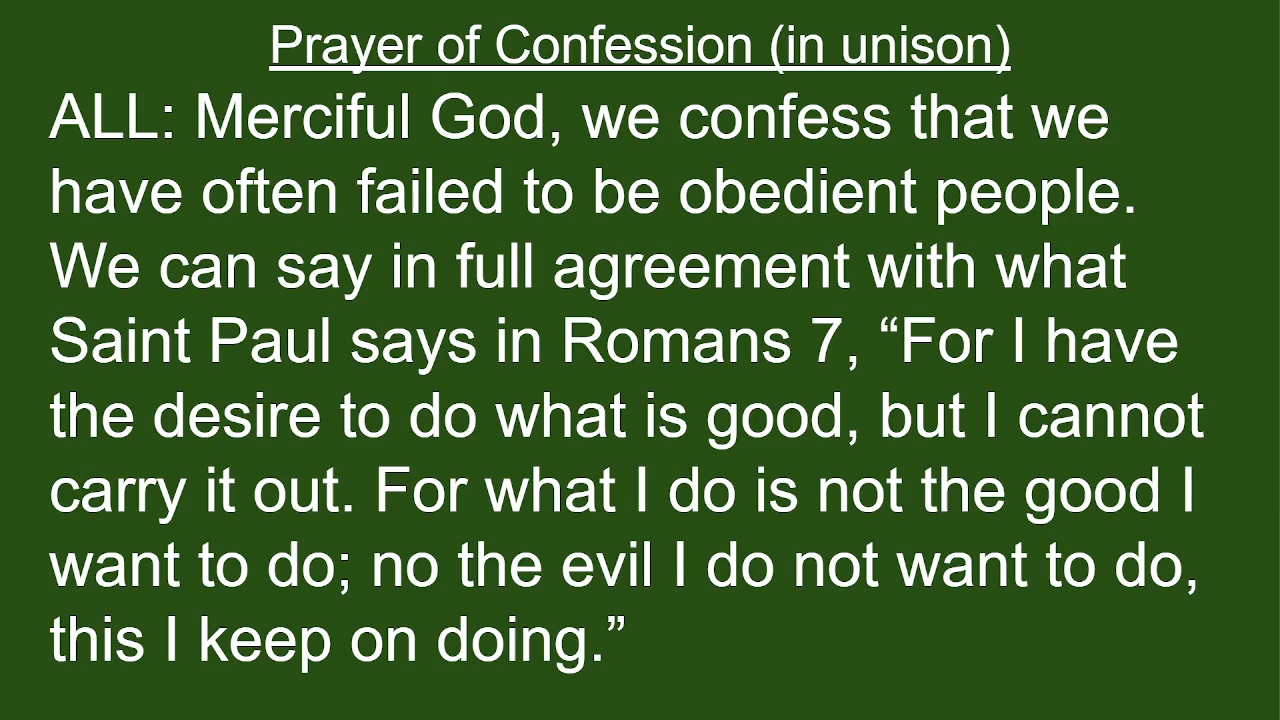 Prayer of Confession (in unison)
ALL: Merciful God, we confess that we
have often failed to be obedient people.
We can say in full agreement with what
Saint Paul says in Romans 7, “For I have
the desire to do what is good, but I cannot
carry it out. For what I do is not the good I
want to do; no the evil I do not want to do,
this I keep on doing.”